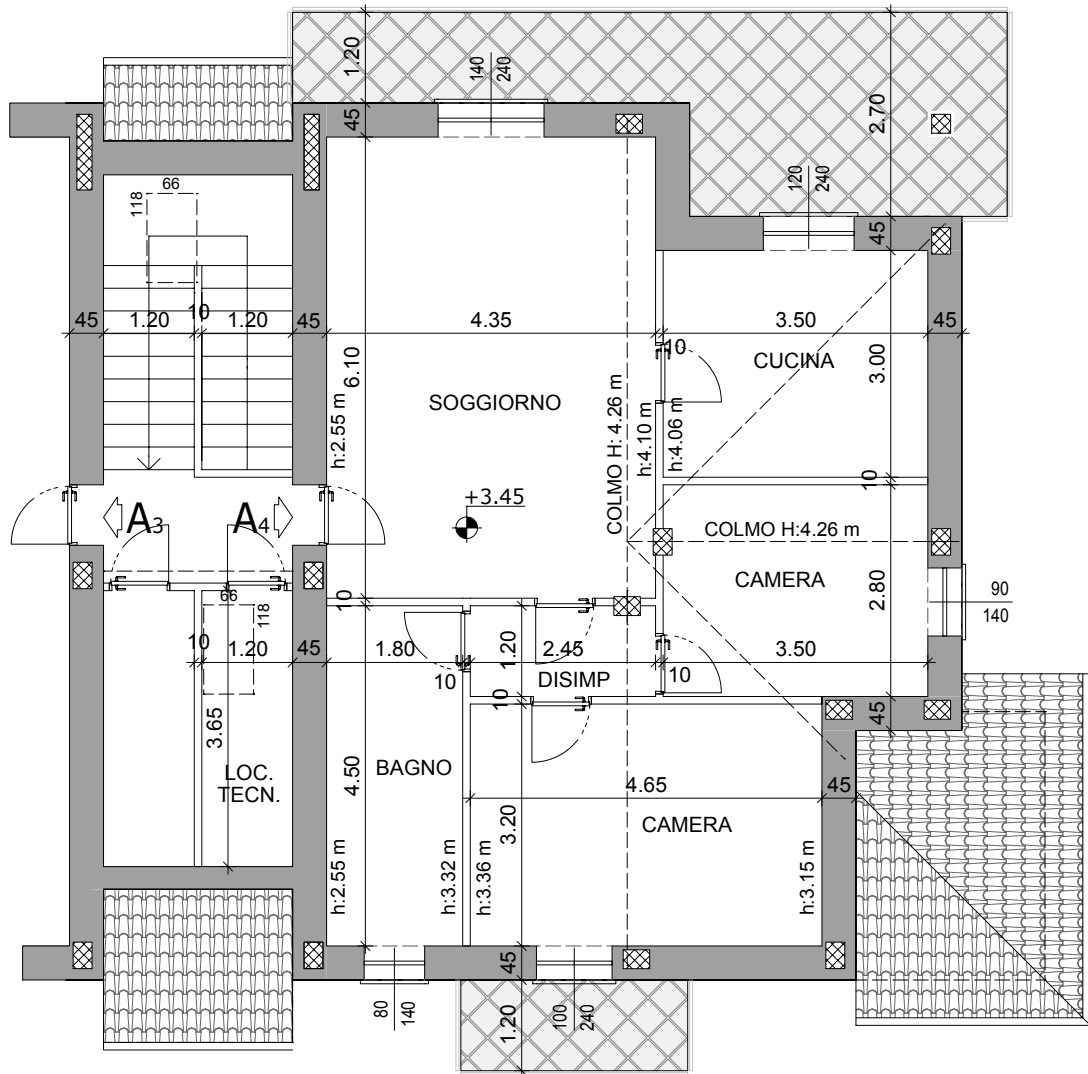 1.20
140
240
2.70
45
66
118
120
240
45
45
1.20
10
1.20
45
4.35
3.50
45
10
CUCINA
6.10
3.00
SOGGIORNO
h:2.55 m
COLMO H: 4.26 m
h:4.10 m
h:4.06 m
10
+3.45
A3
A4
COLMO H:4.26 m
CAMERA
2.80
90
140
66
118
10
10
1.20
45
1.80
10
1.20
2.45
10
3.50
DISIMP
10
45
3.65
LOC.
TECN.
BAGNO
4.50
4.65
45
3.20
CAMERA
h:2.55 m
h:3.32 m
h:3.36 m
h:3.15 m
45
80
140
1.20
100
240